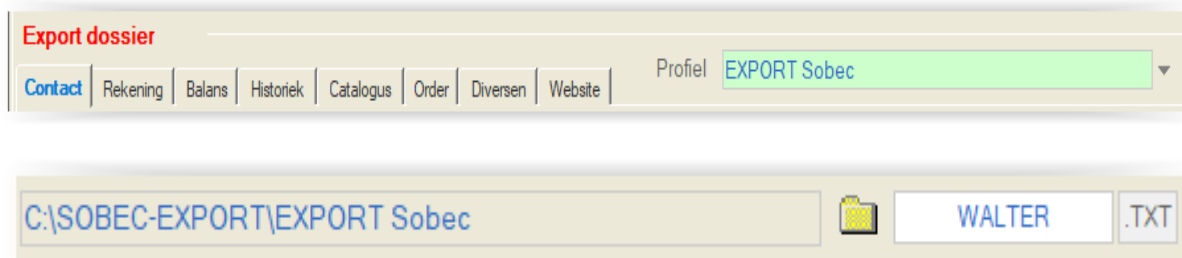 Export dossier
Profiel EXPORT Sobec
Contact Rekening Balans Historiek Catalogus Order Diversen Website
C:\SOBEC-EXPORT\EXPORT Sobec WALTER .TXT